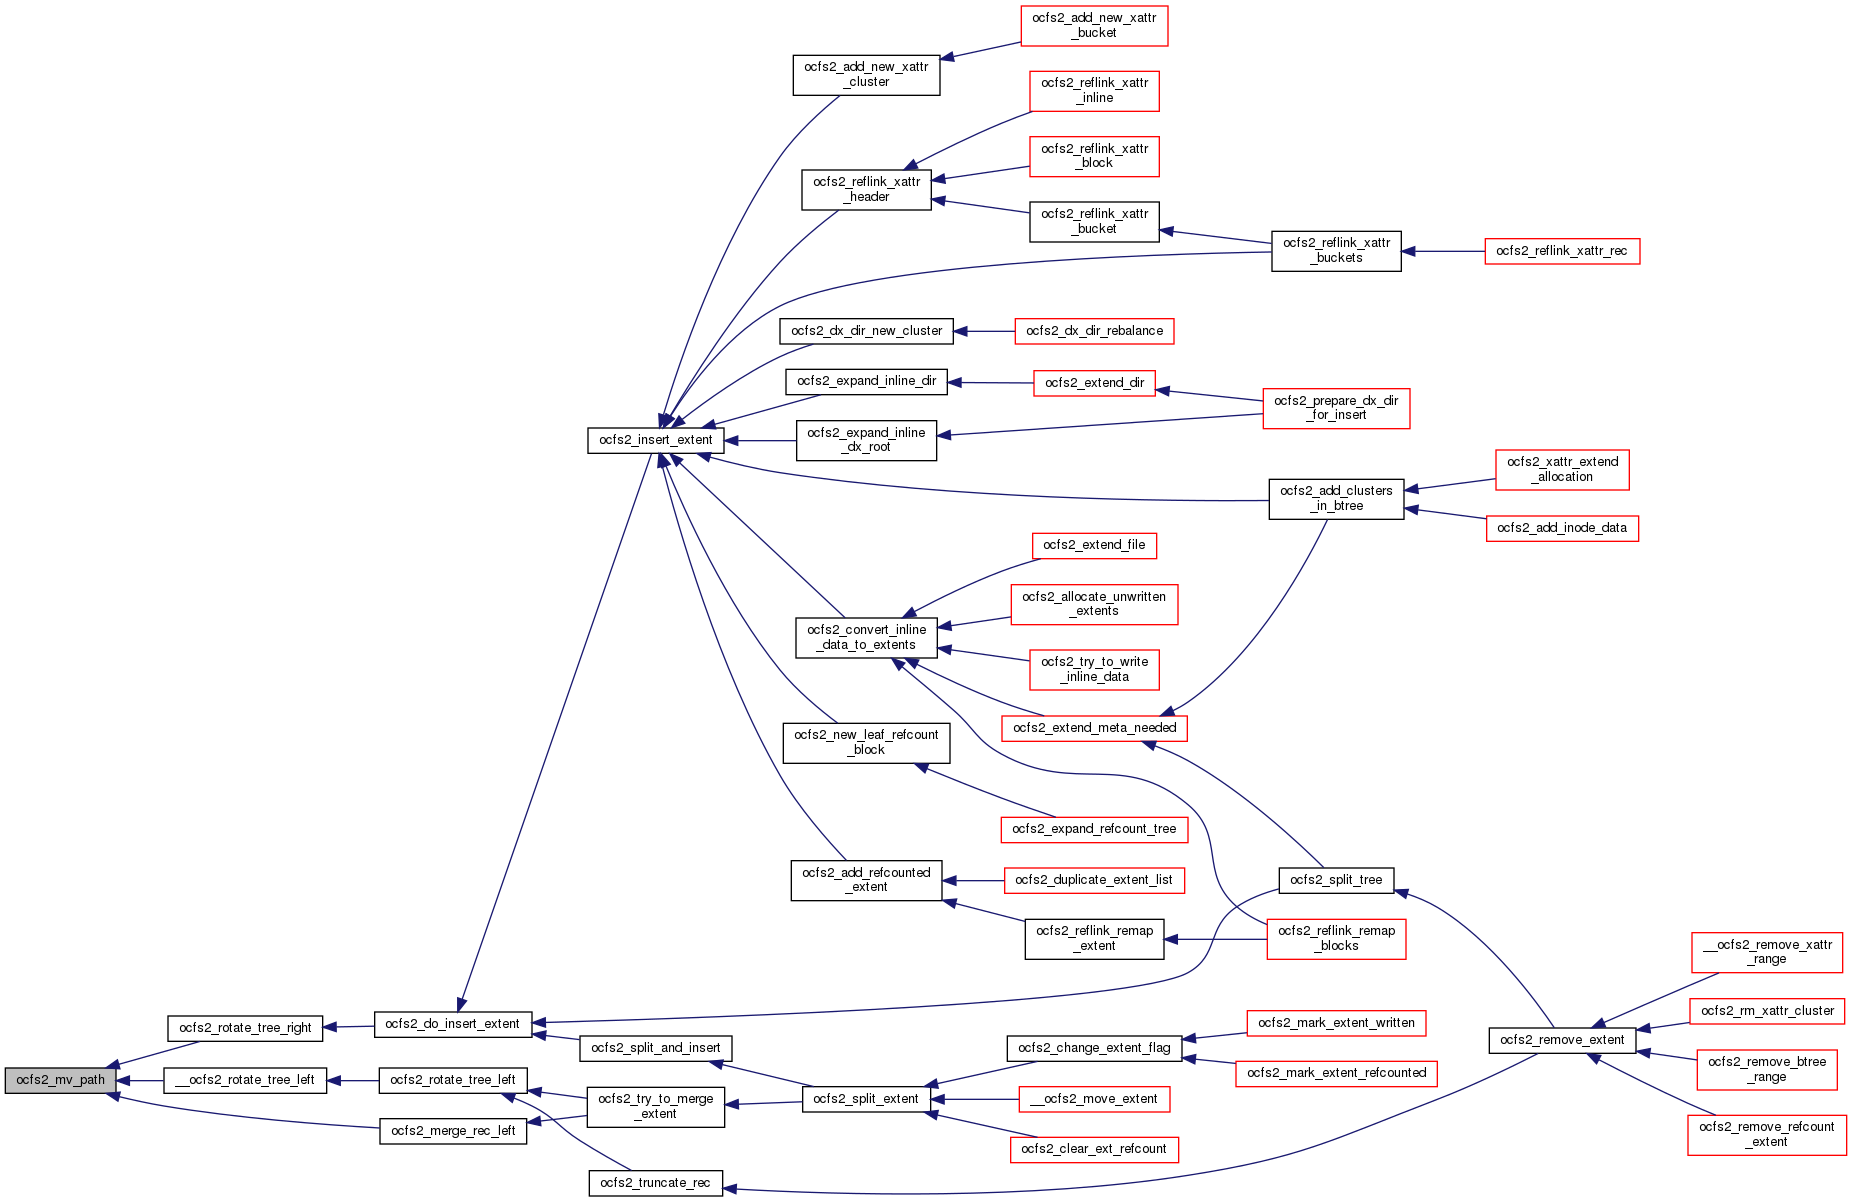 ocfs2_add_new_xattr
_bucket
ocfs2_add_new_xattr
_cluster
ocfs2_reflink_xattr
_inline
ocfs2_reflink_xattr
_block
ocfs2_reflink_xattr
_header
ocfs2_reflink_xattr
_bucket
ocfs2_reflink_xattr
_buckets
ocfs2_reflink_xattr_rec
ocfs2_dx_dir_new_cluster
ocfs2_dx_dir_rebalance
ocfs2_expand_inline_dir
ocfs2_extend_dir
ocfs2_prepare_dx_dir
_for_insert
ocfs2_insert_extent
ocfs2_expand_inline
_dx_root
ocfs2_xattr_extend
_allocation
ocfs2_add_clusters
_in_btree
ocfs2_add_inode_data
ocfs2_extend_file
ocfs2_allocate_unwritten
_extents
ocfs2_convert_inline
_data_to_extents
ocfs2_try_to_write
_inline_data
ocfs2_extend_meta_needed
ocfs2_new_leaf_refcount
_block
ocfs2_expand_refcount_tree
ocfs2_add_refcounted
_extent
ocfs2_duplicate_extent_list
ocfs2_split_tree
ocfs2_reflink_remap
_extent
ocfs2_reflink_remap
_blocks
__ocfs2_remove_xattr
_range
ocfs2_rm_xattr_cluster
ocfs2_rotate_tree_right
ocfs2_do_insert_extent
ocfs2_mark_extent_written
ocfs2_split_and_insert
ocfs2_change_extent_flag
ocfs2_remove_extent
ocfs2_remove_btree
_range
ocfs2_mark_extent_refcounted
ocfs2_mv_path
__ocfs2_rotate_tree_left
ocfs2_rotate_tree_left
ocfs2_try_to_merge
_extent
ocfs2_split_extent
__ocfs2_move_extent
ocfs2_merge_rec_left
ocfs2_clear_ext_refcount
ocfs2_remove_refcount
_extent
ocfs2_truncate_rec